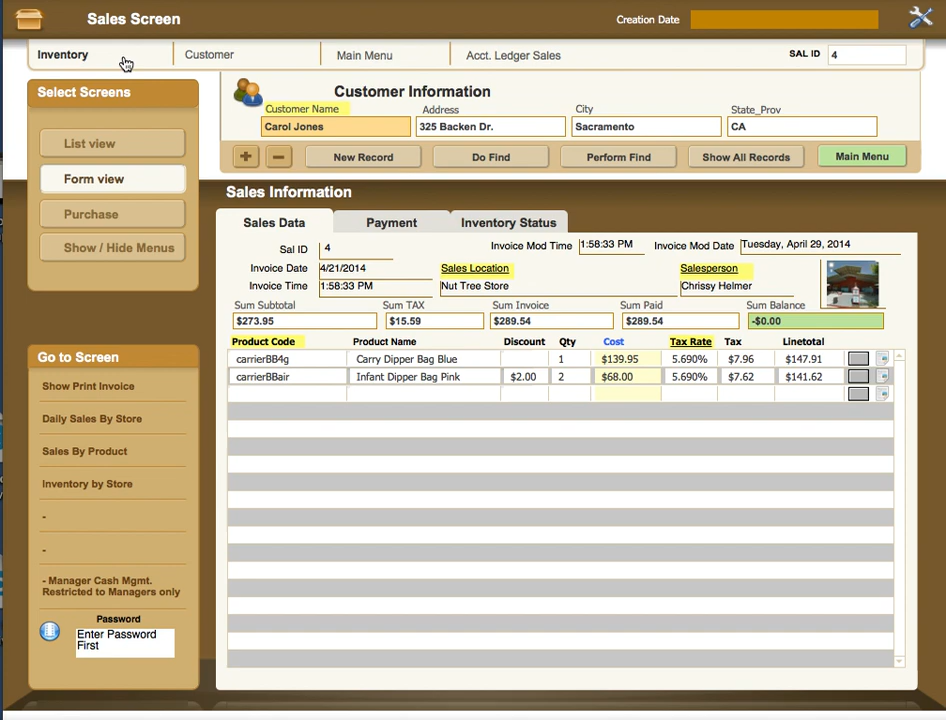 Sales Screen
Creation Date
Inventory
Customer
Main Menu
Acct. Ledger Sales
SAL ID 4
Select Screens
List view
Form view
Purchase
Show / Hide Menus
Customer Information
Customer Name Address City State_Prov
Carol Jones 325 Backen Dr. Sacramento CA
+ − New Record Do Find Perform Find Show All Records Main Menu
Sales Information
Sales Data Payment Inventory Status
Sal ID 4 Invoice Mod Time 1:58:33 PM Invoice Mod Date Tuesday, April 29, 2014
Invoice Date 4/21/2014 Sales Location Salesperson
Invoice Time 1:58:33 PM Nut Tree Store Chrissy Helmer
Sum Subtotal Sum TAX Sum Invoice Sum Paid Sum Balance
$273.95 $15.59 $289.54 $289.54 -$0.00
Product Code Product Name Discount Qty Cost Tax Rate Tax Linetotal
carrierBB4g Carry Dipper Bag Blue 1 $139.95 5.690% $7.96 $147.91
carrierBBair Infant Dipper Bag Pink $2.00 2 $68.00 5.690% $7.62 $141.62
Go to Screen
Show Print Invoice
Daily Sales By Store
Sales By Product
Inventory by Store
-
-
- Manager Cash Mgmt.
Restricted to Managers only
Password
Enter Password
First